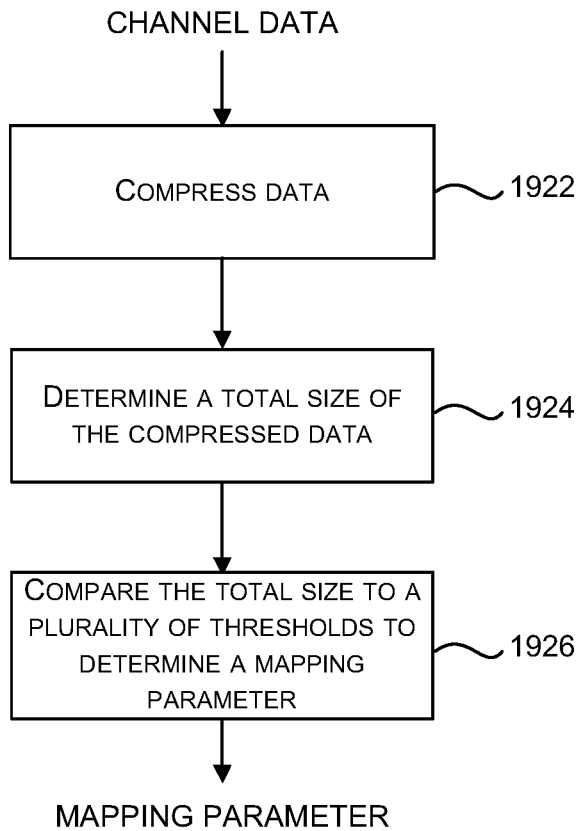 CHANNEL DATA
COMPRESS DATA
1922
DETERMINE A TOTAL SIZE OF
THE COMPRESSED DATA
1924
COMPARE THE TOTAL SIZE TO A
PLURALITY OF THRESHOLDS TO
DETERMINE A MAPPING
PARAMETER
1926
MAPPING PARAMETER